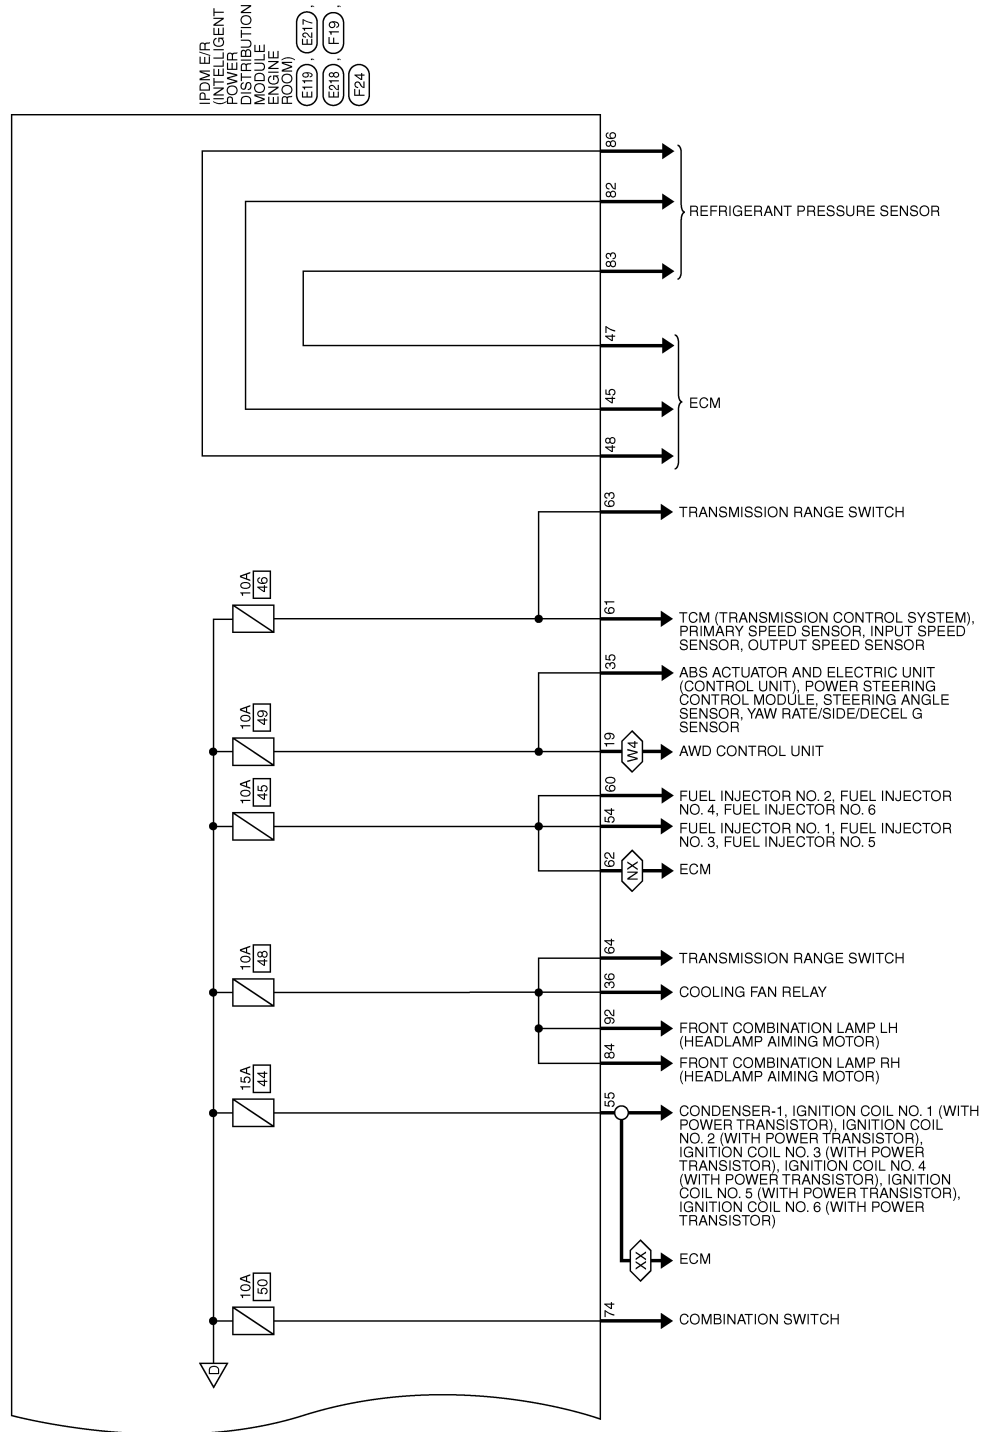 IPDM E/R
(INTELLIGENT
POWER
DISTRIBUTION
MODULE
ENGINE
ROOM)
E119 , E217 ,
E218 , F19 ,
F24
86
82
REFRIGERANT PRESSURE SENSOR
83
47
45
ECM
48
63
TRANSMISSION RANGE SWITCH
10A
46
61
TCM (TRANSMISSION CONTROL SYSTEM),
PRIMARY SPEED SENSOR, INPUT SPEED
SENSOR, OUTPUT SPEED SENSOR
35
ABS ACTUATOR AND ELECTRIC UNIT
(CONTROL UNIT), POWER STEERING
CONTROL MODULE, STEERING ANGLE
SENSOR, YAW RATE/SIDE/DECEL G
SENSOR
10A
49
19
W4
AWD CONTROL UNIT
10A
45
60
FUEL INJECTOR NO. 2, FUEL INJECTOR
NO. 4, FUEL INJECTOR NO. 6
54
FUEL INJECTOR NO. 1, FUEL INJECTOR
NO. 3, FUEL INJECTOR NO. 5
62
NX
ECM
10A
48
64
TRANSMISSION RANGE SWITCH
36
COOLING FAN RELAY
92
FRONT COMBINATION LAMP LH
(HEADLAMP AIMING MOTOR)
84
FRONT COMBINATION LAMP RH
(HEADLAMP AIMING MOTOR)
15A
44
55
CONDENSER-1, IGNITION COIL NO. 1 (WITH
POWER TRANSISTOR), IGNITION COIL
NO. 2 (WITH POWER TRANSISTOR),
IGNITION COIL NO. 3 (WITH POWER
TRANSISTOR), IGNITION COIL NO. 4
(WITH POWER TRANSISTOR), IGNITION
COIL NO. 5 (WITH POWER TRANSISTOR),
IGNITION COIL NO. 6 (WITH POWER
TRANSISTOR)
XX
ECM
10A
50
74
COMBINATION SWITCH
D